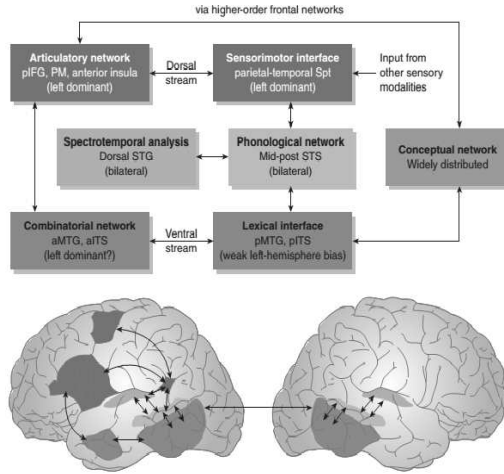 via higher-order frontal networks
Articulatory network
pIFG, PM, anterior insula
(left dominant)
Dorsal
stream
Sensorimotor interface
parietal-temporal Spt
(left dominant)
Input from
other sensory
modalities
Spectrotemporal analysis
Dorsal STG
(bilateral)
Phonological network
Mid-post STS
(bilateral)
Conceptual network
Widely distributed
Combinatorial network
aMTG, aITS
(left dominant?)
Ventral
stream
Lexical interface
pMTG, pITS
(weak left-hemisphere bias)